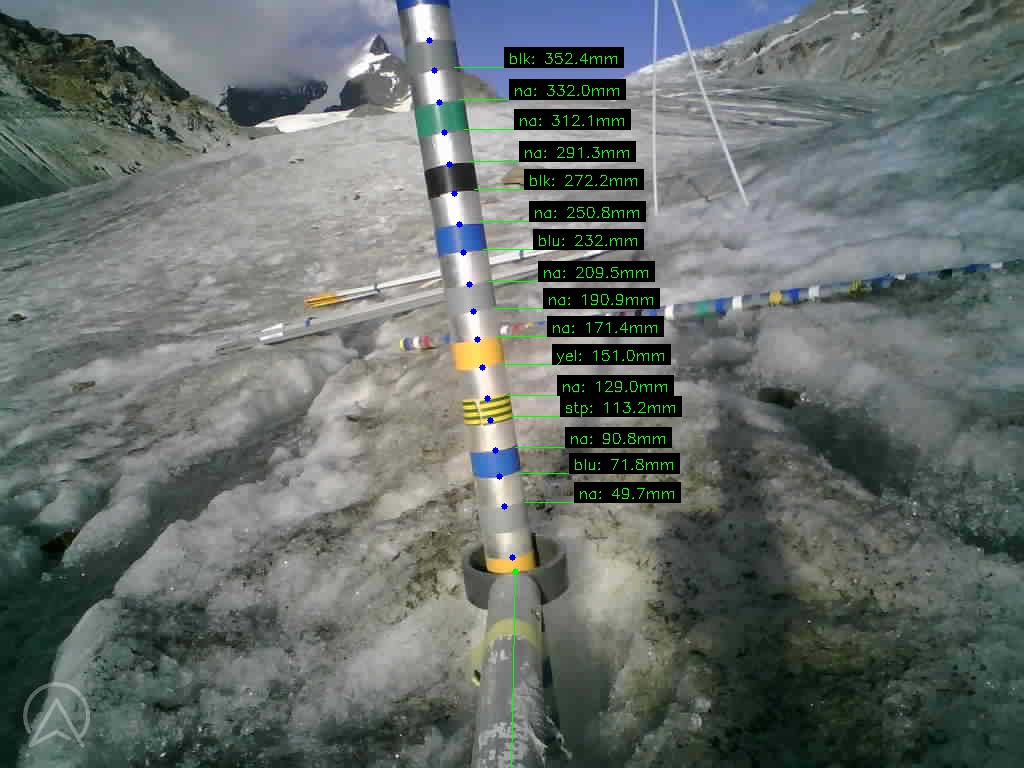 blk: 352.4mm
na: 332.0mm
na: 312.1mm
na: 291.3mm
blk: 272.2mm
na: 250.8mm
blu: 232.mm
na: 209.5mm
na: 190.9mm
na: 171.4mm
yel: 151.0mm
na: 129.0mm
stp: 113.2mm
na: 90.8mm
blu: 71.8mm
na: 49.7mm